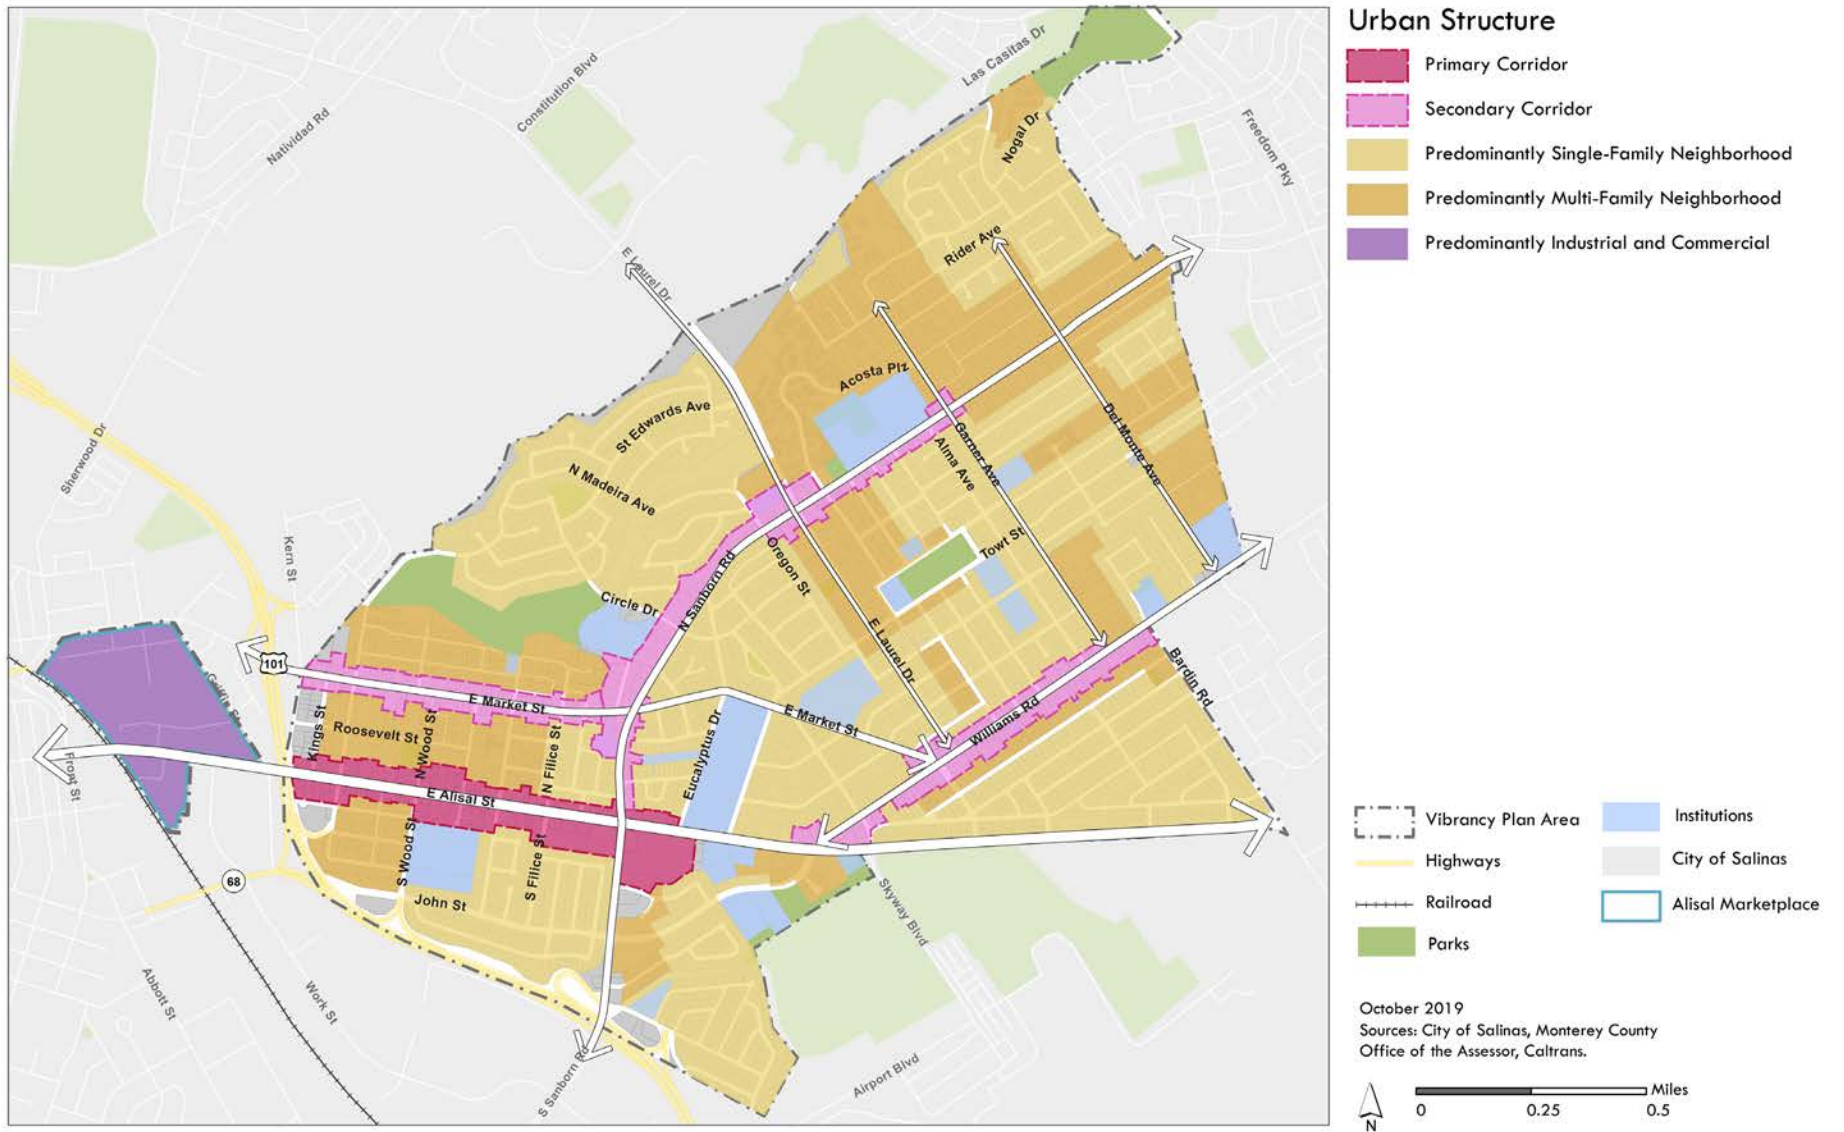 Urban Structure
Primary Corridor
Secondary Corridor
Predominantly Single-Family Neighborhood
Predominantly Multi-Family Neighborhood
Predominantly Industrial and Commercial
Las Casitas Dr
Constitution Blvd
Natividad Rd
Freedom Pky
Nogal Dr
Rider Ave
E Laurel Dr
Acosta Plz
St Edwards Ave
N Madeira Ave
Sherwood Dr
Del Monte Ave
Garner Ave
Alma Ave
Kern St
Towt St
Oregon St
N Sanborn Rd
Circle Dr
E Laurel Dr
101
Bardin Rd
E Market St
E Market St
Williams Rd
Kings St
Roosevelt St
N Wood St
N Filice St
Eucalyptus Dr
Front St
E Alisal St
S Wood St
S Filice St
68
John St
Skyway Blvd
Abbott St
Work St
S Sanborn Rd
Airport Blvd
Vibrancy Plan Area
Institutions
Highways
City of Salinas
Railroad
Alisal Marketplace
Parks
October 2019
Sources: City of Salinas, Monterey County
Office of the Assessor, Caltrans.
Miles
0 0.25 0.5
N